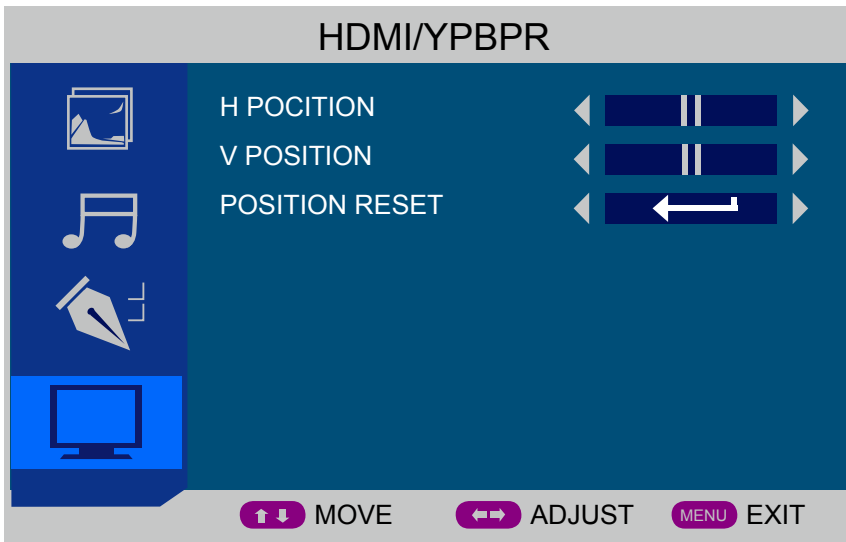 HDMI/YPBPR
H POCITION
V POSITION
POSITION RESET
MOVE ADJUST MENU EXIT